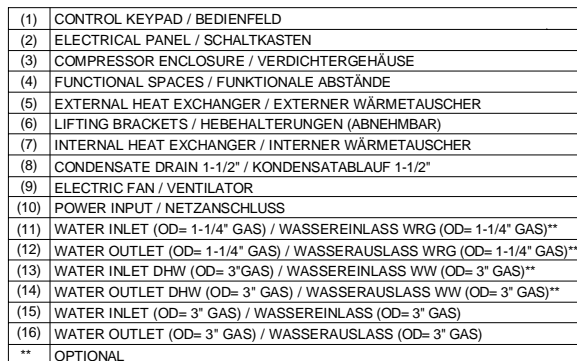 (1) CONTROL KEYPAD / BEDIENFELD
(2) ELECTRICAL PANEL / SCHALTKASTEN
(3) COMPRESSOR ENCLOSURE / VERDICHTERGEHÄUSE
(4) FUNCTIONAL SPACES / FUNKTIONALE ABSTÄNDE
(5) EXTERNAL HEAT EXCHANGER / EXTERNER WÄRMETAUSCHER
(6) LIFTING BRACKETS / HEBEHALTERUNGEN (ABNEHMBAR)
(7) INTERNAL HEAT EXCHANGER / INTERNER WÄRMETAUSCHER
(8) CONDENSATE DRAIN 1-1/2" / KONDENSATABLAUF 1-1/2"
(9) ELECTRIC FAN / VENTILATOR
(10) POWER INPUT / NETZANSCHLUSS
(11) WATER INLET (OD= 1-1/4" GAS) / WASSEREINLASS WRG (OD= 1-1/4" GAS)**
(12) WATER OUTLET (OD= 1-1/4" GAS) / WASSERAUSLASS WRG (OD= 1-1/4" GAS)**
(13) WATER INLET DHW (OD= 3"GAS) / WASSEREINLASS WW (OD= 3" GAS)**
(14) WATER OUTLET DHW (OD= 3" GAS) / WASSERAUSLASS WW (OD= 3" GAS)**
(15) WATER INLET (OD= 3" GAS) / WASSEREINLASS (OD= 3" GAS)
(16) WATER OUTLET (OD= 3" GAS) / WASSERAUSLASS (OD= 3" GAS)
** OPTIONAL